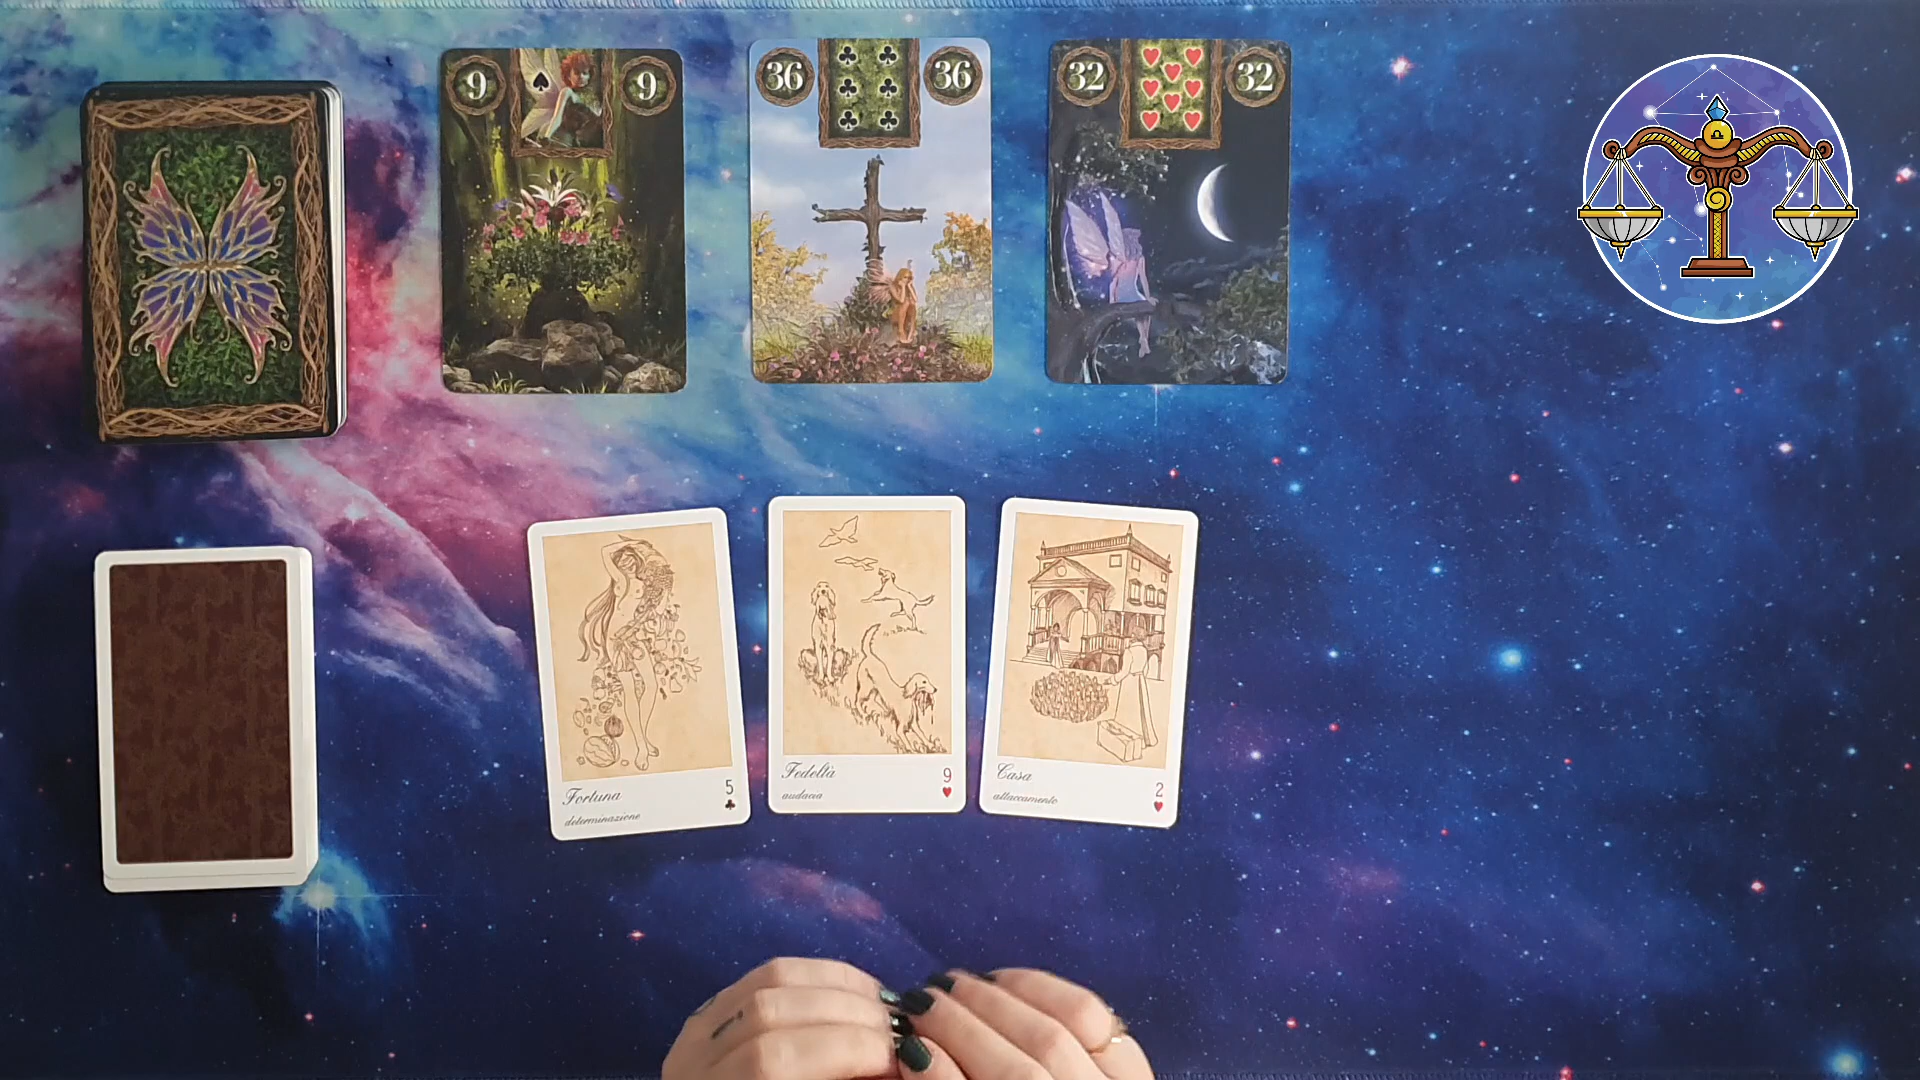 9 9
36 36
32 32
Fortuna
determinazione
5
Fedeltà
audacia
9
Casa
attaccamento
2